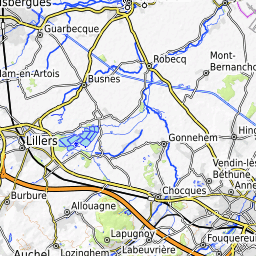 sbergues
Guarbecque
Robecq
Mont-
Bernancho
am-en-Artois
Busnes
Lillers
Gonnehem
Hing
Vendin-lès
Béthune
Anne
Burbure
Chocques
Allouagne
Auchel
Lapugnoy
Lozinghem
Labeuvrière
Fouquereuil